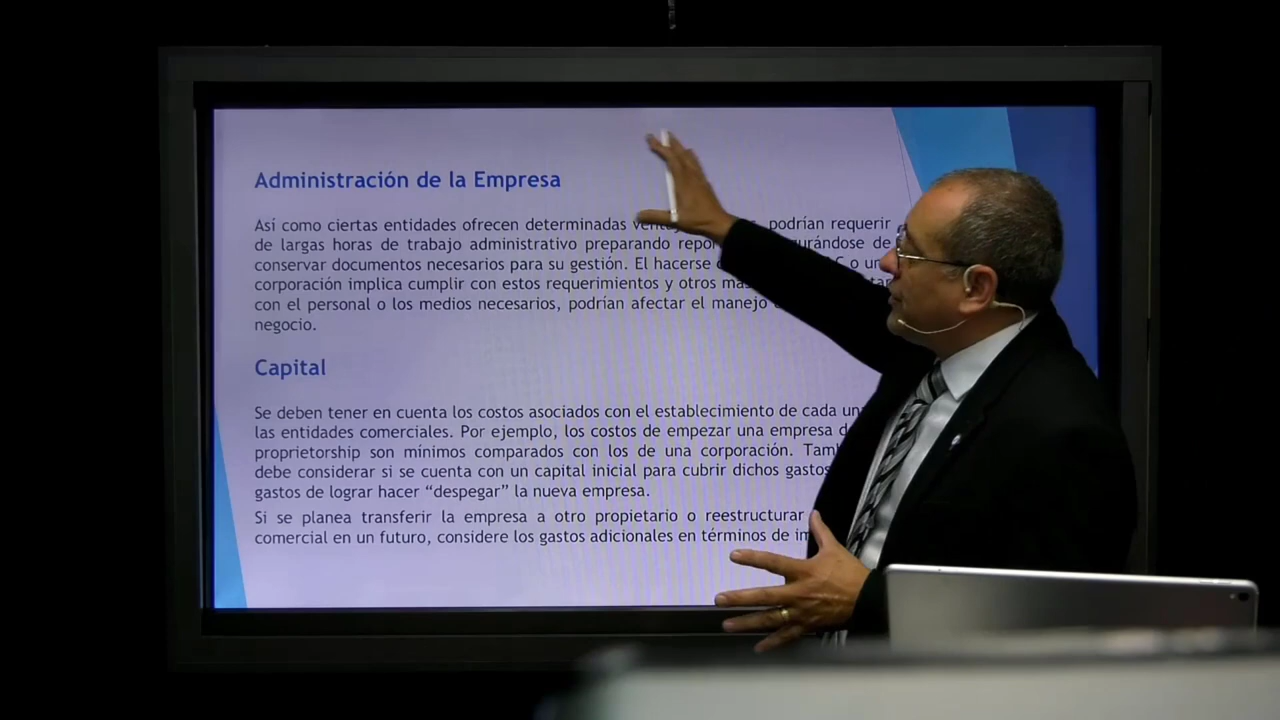 Administración de la Empresa
Así como ciertas entidades ofrecen determinadas podrían requerir
de largas horas de trabajo administrativo preparando de
conservar documentos necesarios para su gestión. El hacerse o
corporación implica cumplir con estos requerimientos y otros
con el personal o los medios necesarios, podrían afectar el manejo
negocio.
Capital
Se deben tener en cuenta los costos asociados con el establecimiento de cada
las entidades comerciales. Por ejemplo, los costos de empezar una empresa
proprietorship son mínimos comparados con los de una corporación.
debe considerar si se cuenta con un capital inicial para cubrir dichos gastos
gastos de lograr hacer “despegar” la nueva empresa.
Si se planea transferir la empresa a otro propietario o reestructurar
comercial en un futuro, considere los gastos adicionales en términos de